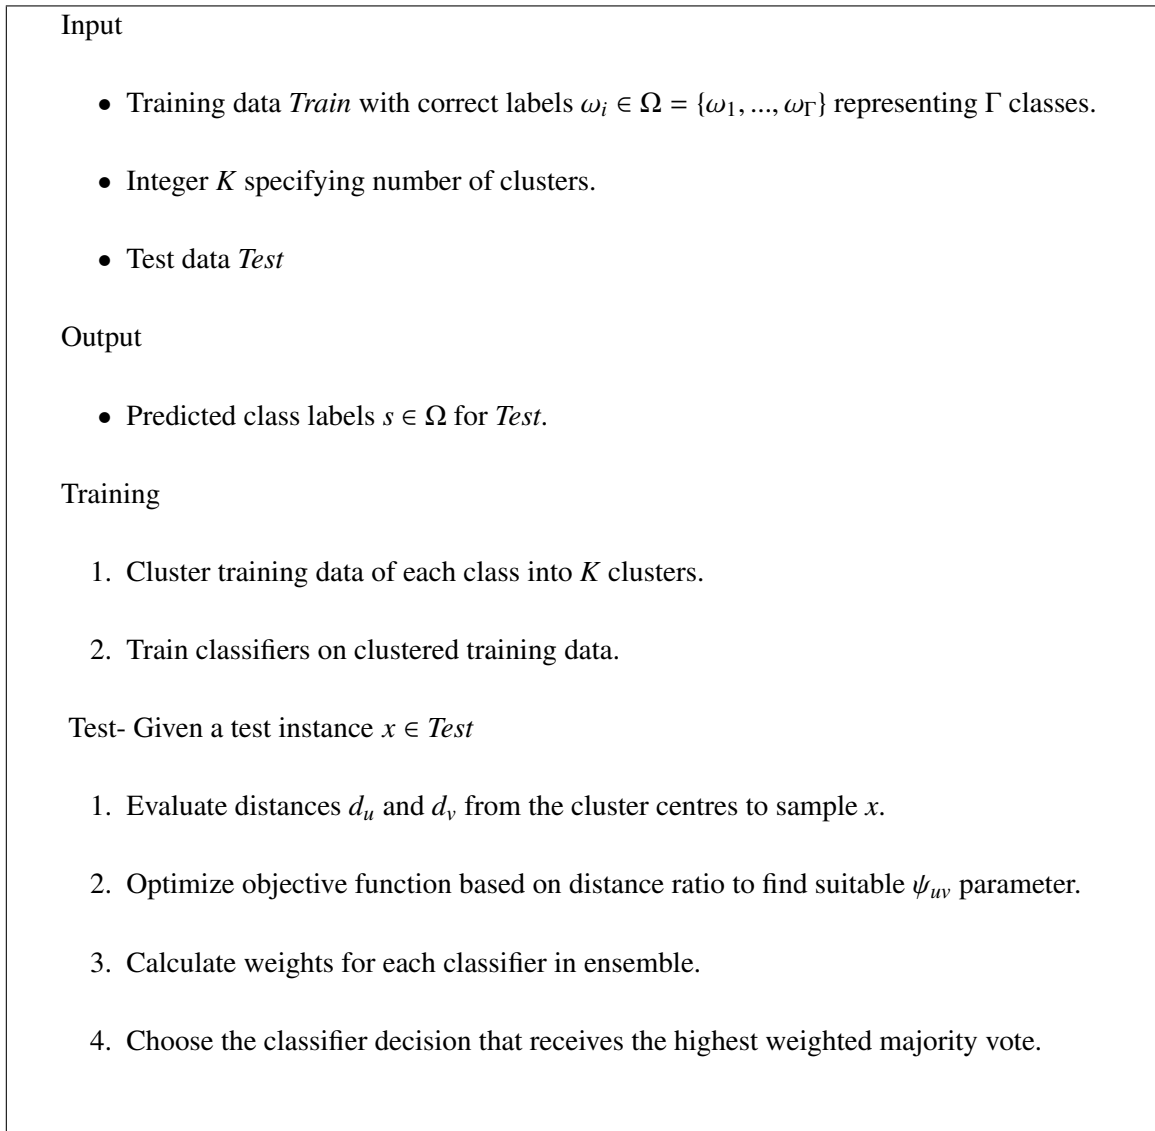 Input
• Training data Train with correct labels ωᵢ ∈ Ω = {ω₁, ..., ω_Γ} representing Γ classes.
• Integer K specifying number of clusters.
• Test data Test
Output
• Predicted class labels s ∈ Ω for Test.
Training
1. Cluster training data of each class into K clusters.
2. Train classifiers on clustered training data.
Test- Given a test instance x ∈ Test
1. Evaluate distances d_u and d_v from the cluster centres to sample x.
2. Optimize objective function based on distance ratio to find suitable ψ_uv parameter.
3. Calculate weights for each classifier in ensemble.
4. Choose the classifier decision that receives the highest weighted majority vote.